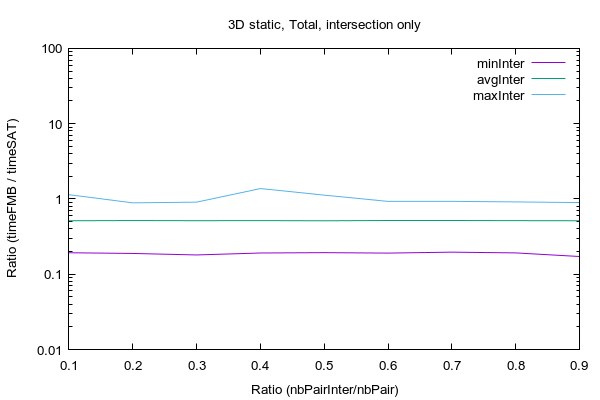 3D static, Total, intersection only
100
10
1
0.1
0.01
Ratio (timeFMB / timeSAT)
minInter
avgInter
maxInter
0.1 0.2 0.3 0.4 0.5 0.6 0.7 0.8 0.9
Ratio (nbPairInter/nbPair)